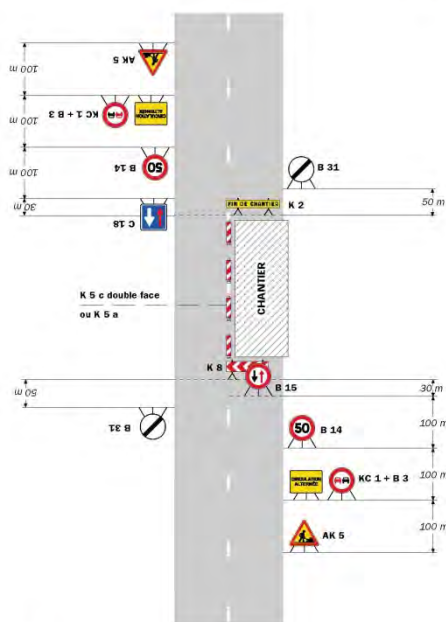 100 m
AK 5
100 m
CIRCULATION
ALTERNÉE
KC 1 + B 3
100 m
50
B 14
30 m
C 18
B 31
FIN DE CHANTIER
K 2
50 m
K 5 c double face
ou K 5 a
CHANTIER
K 8
B 15
50 m
B 31
30 m
50
B 14
100 m
CIRCULATION
ALTERNÉE
KC 1 + B 3
100 m
AK 5
100 m